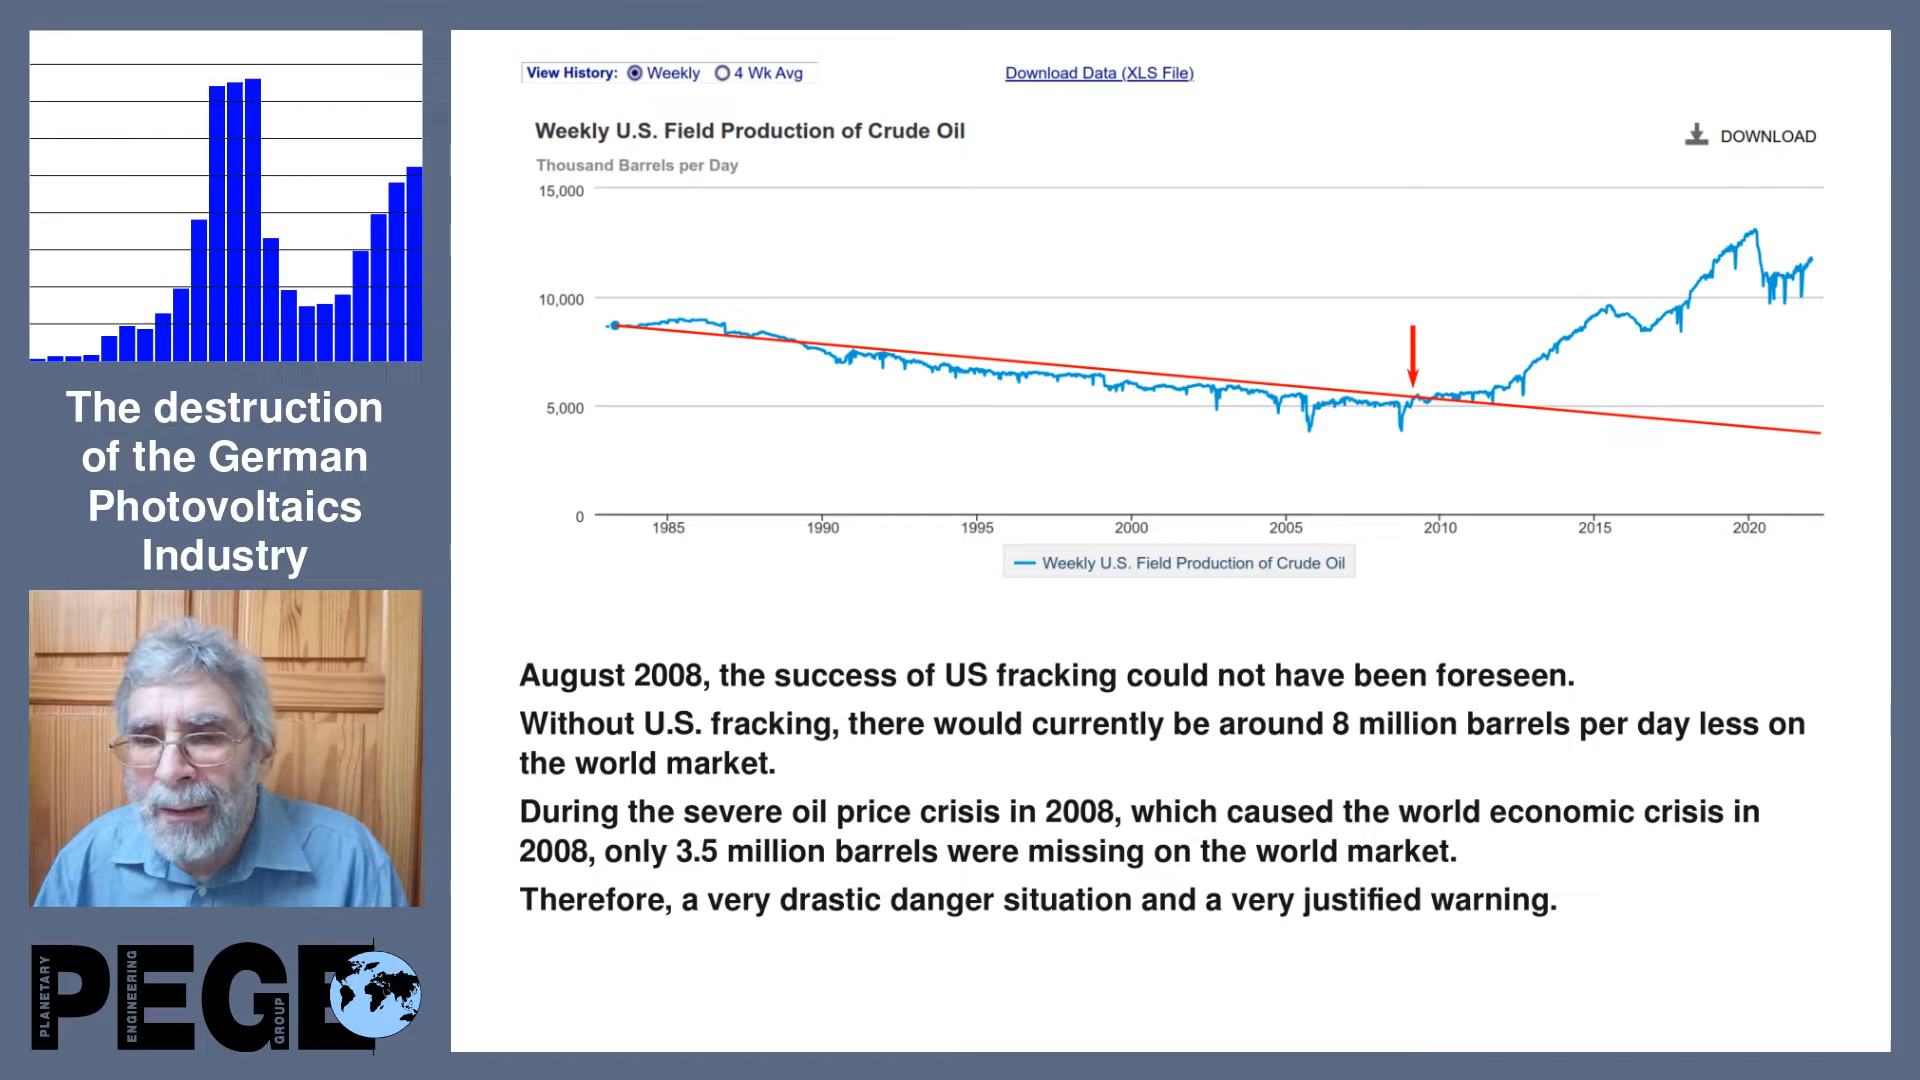 The destruction
of the German
Photovoltaics
Industry
PLANETARY
ENGINEERING
GROUP
PEGE
View History: Weekly 4 Wk Avg
Download Data (XLS File)
Weekly U.S. Field Production of Crude Oil
DOWNLOAD
Thousand Barrels per Day
15,000
10,000
5,000
0
1985 1990 1995 2000 2005 2010 2015 2020
Weekly U.S. Field Production of Crude Oil
August 2008, the success of US fracking could not have been foreseen.
Without U.S. fracking, there would currently be around 8 million barrels per day less on
the world market.
During the severe oil price crisis in 2008, which caused the world economic crisis in
2008, only 3.5 million barrels were missing on the world market.
Therefore, a very drastic danger situation and a very justified warning.